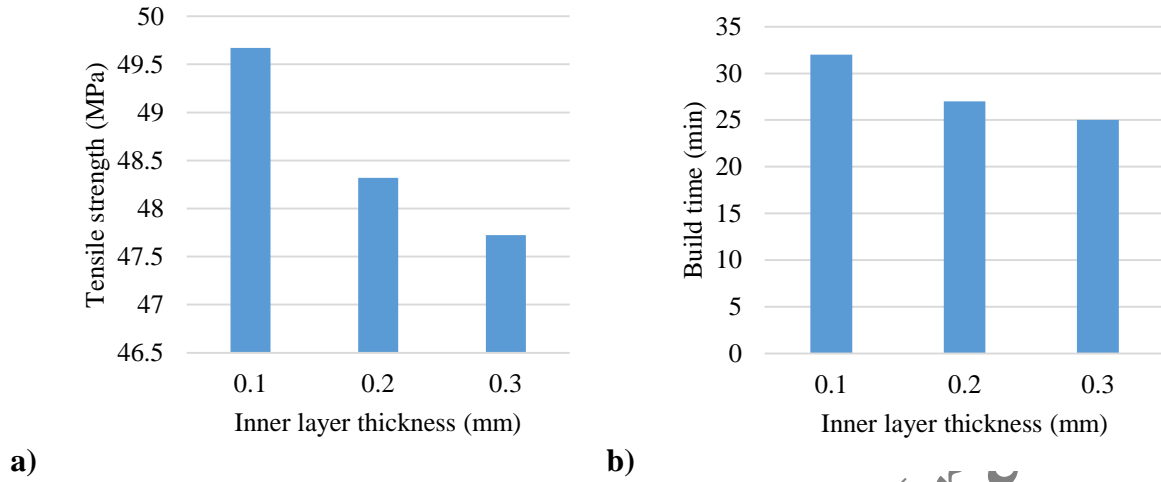 50
49.5
49
48.5
48
47.5
47
46.5
Tensile strength (MPa)
0.1 0.2 0.3
Inner layer thickness (mm)
a)
35
30
25
20
15
10
5
0
Build time (min)
0.1 0.2 0.3
Inner layer thickness (mm)
b)